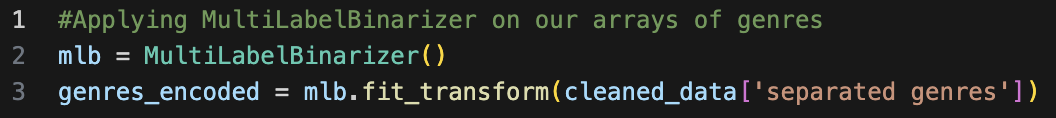 1 #Applying MultiLabelBinarizer on our arrays of genres
2 mlb = MultiLabelBinarizer()
3 genres_encoded = mlb.fit_transform(cleaned_data['separated genres'])